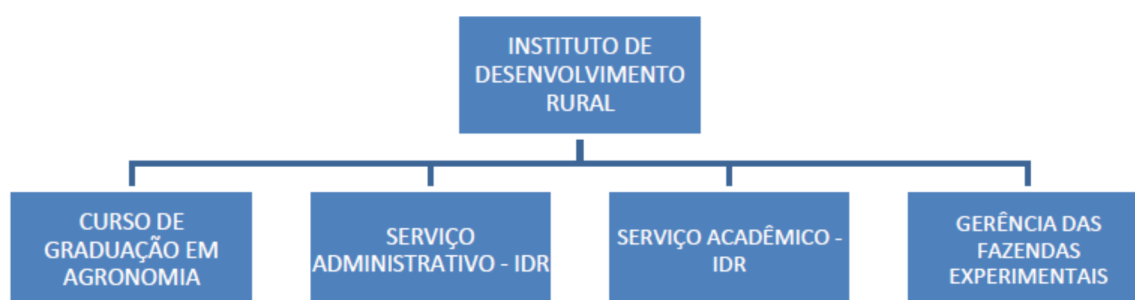 INSTITUTO DE
DESENVOLVIMENTO
RURAL
CURSO DE
GRADUAÇÃO EM
AGRONOMIA
SERVIÇO
ADMINISTRATIVO - IDR
SERVIÇO ACADÊMICO -
IDR
GERÊNCIA DAS
FAZENDAS
EXPERIMENTAIS